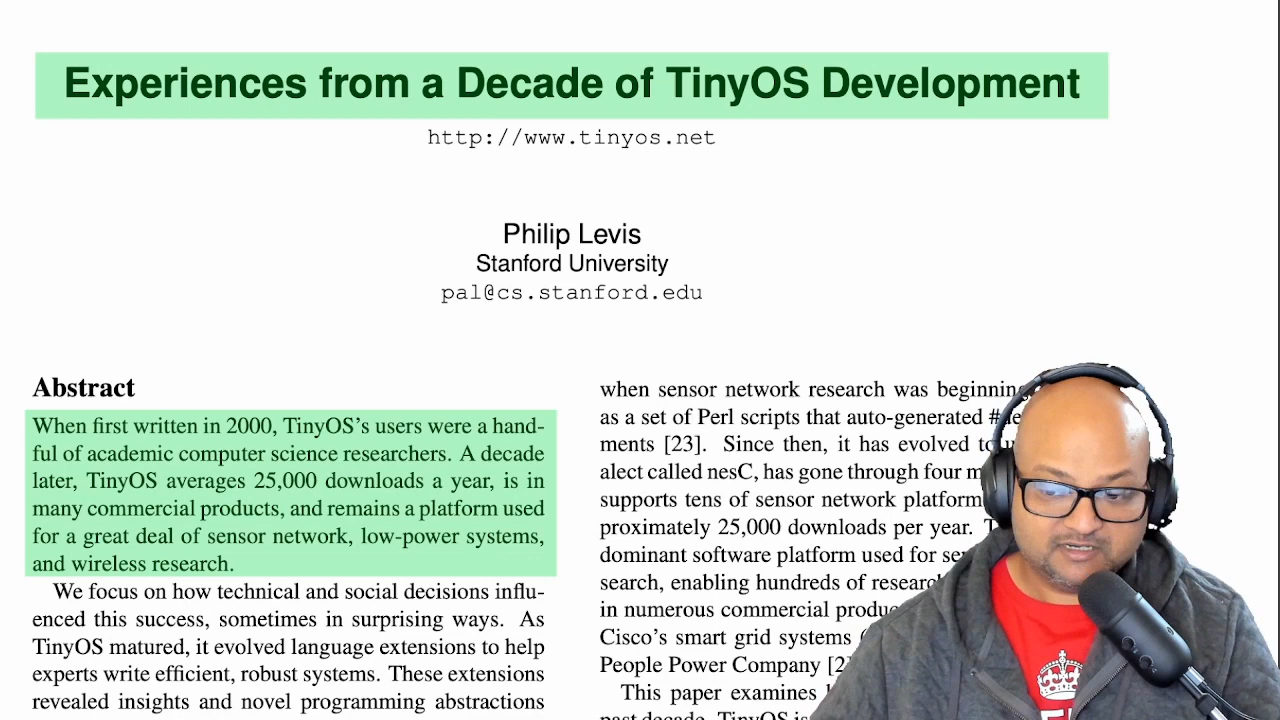 Experiences from a Decade of TinyOS Development
http://www.tinyos.net
Philip Levis
Stanford University
pal@cs.stanford.edu
Abstract
When first written in 2000, TinyOS's users were a hand-
ful of academic computer science researchers. A decade
later, TinyOS averages 25,000 downloads a year, is in
many commercial products, and remains a platform used
for a great deal of sensor network, low-power systems,
and wireless research.
We focus on how technical and social decisions influ-
enced this success, sometimes in surprising ways. As
TinyOS matured, it evolved language extensions to help
experts write efficient, robust systems. These extensions
revealed insights and novel programming abstractions
when sensor network research was beginning
as a set of Perl scripts that auto-generated
ments [23]. Since then, it has evolved to
alect called nesC, has gone through four
supports tens of sensor network platform
proximately 25,000 downloads per year.
dominant software platform used for
search, enabling hundreds of
in numerous commercial
Cisco's smart grid systems
People Power Company
This paper examines
past decade. TinyOS is